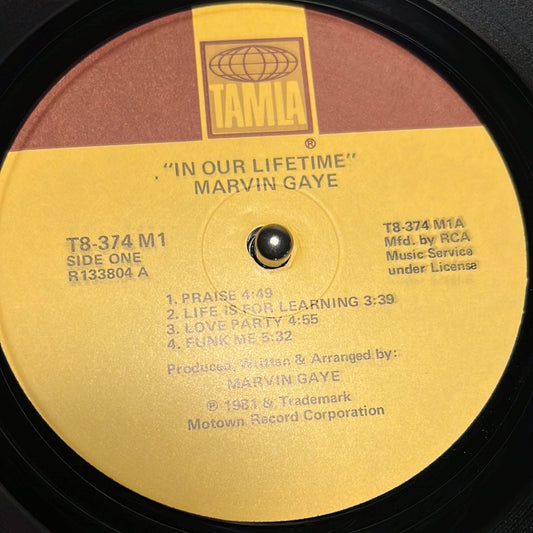 TAMLA
®
"IN OUR LIFETIME"
MARVIN GAYE
T8-374 M1
SIDE ONE
R133804 A
T8-374 M1A
Mfd. by RCA
Music Service
under License
1. PRAISE 4:49
2. LIFE IS FOR LEARNING 3:39
3. LOVE PARTY 4:55
4. FUNK ME 5:32
Produced, Written & Arranged by:
MARVIN GAYE
℗ 1981 & Trademark
Motown Record Corporation